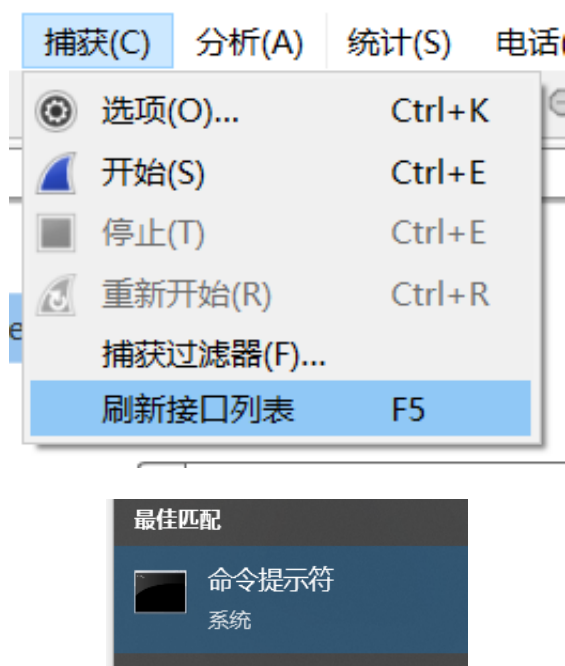 捕获(C) 分析(A) 统计(S) 电话(
选项(O)... Ctrl+K
开始(S) Ctrl+E
停止(T) Ctrl+E
重新开始(R) Ctrl+R
捕获过滤器(F)...
刷新接口列表 F5
最佳匹配
命令提示符
系统